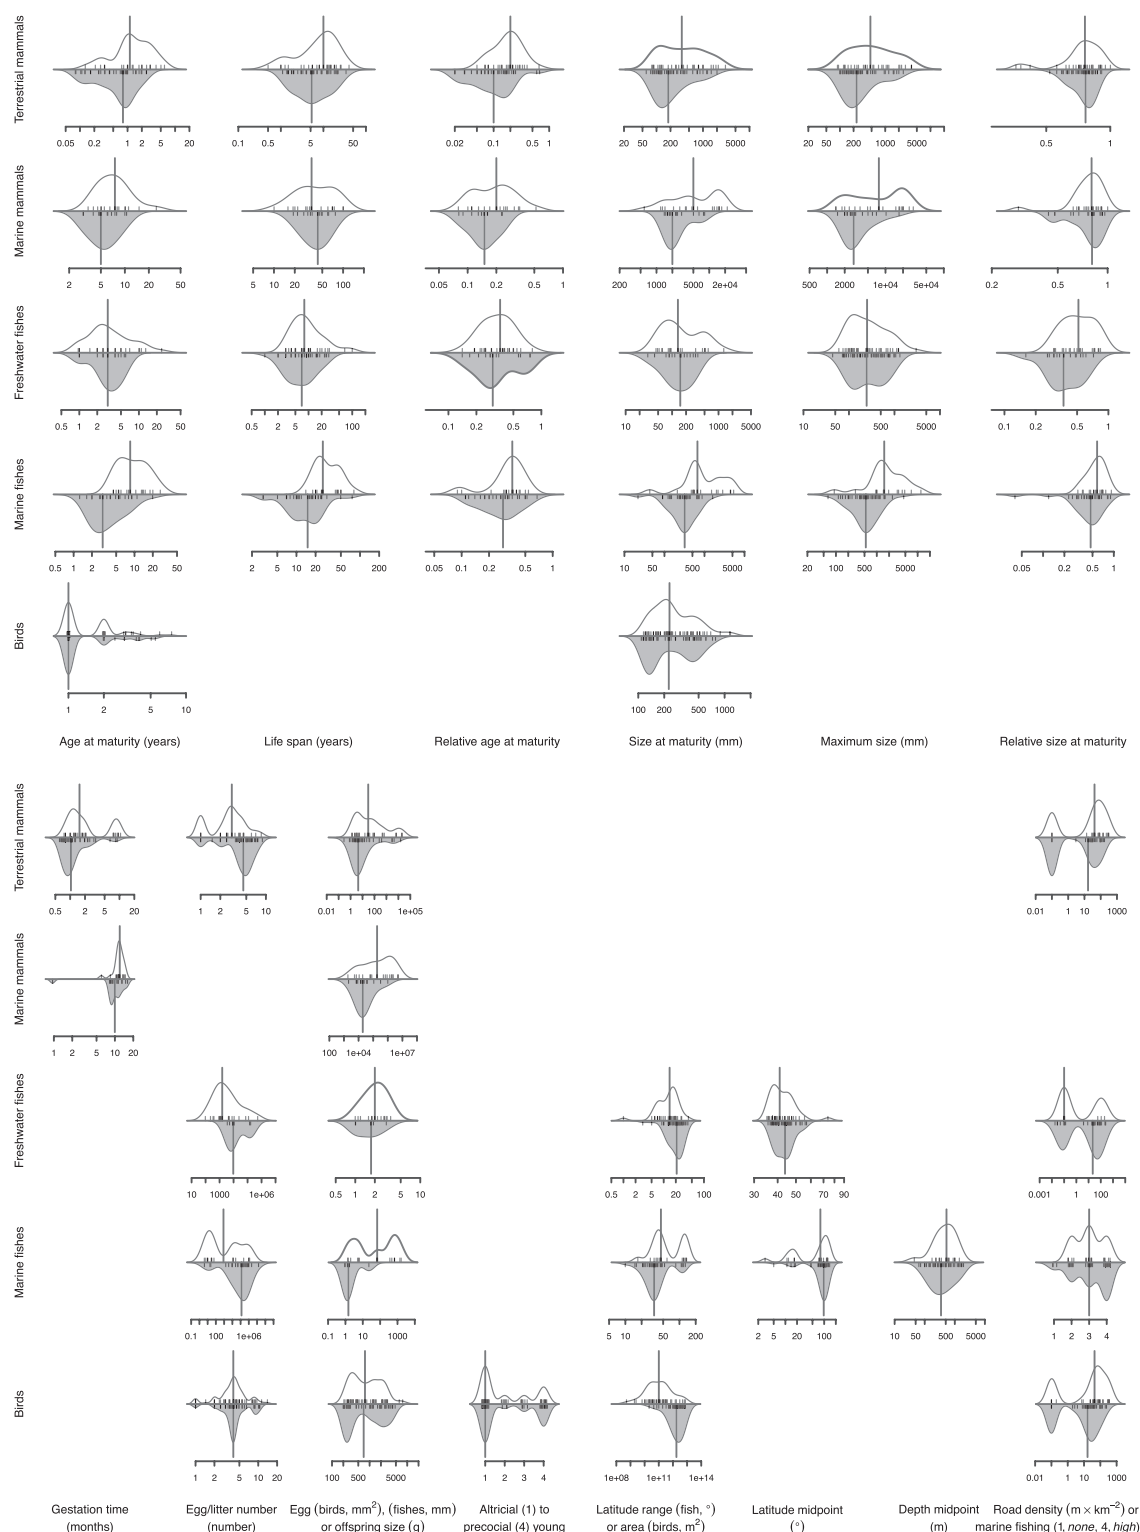 Terrestrial mammals
0.05 0.2 1 2 5 20
0.1 0.5 5 50
0.02 0.1 0.5 1
20 50 200 1000 5000
20 50 200 1000 5000
0.5 1
Marine mammals
2 5 10 20 50
5 10 20 50 100
0.05 0.2 1
200 1000 5000 2e+04
500 2000 1e+04 5e+04
0.2 0.5 1
Freshwater fishes
0.5 1 2 5 10 20 50
0.5 2 5 20 100
0.1 0.2 0.5 1
10 50 200 1000 5000
10 50 500 5000
0.1 0.2 0.5 1
Marine fishes
0.5 1 2 5 10 20 50
2 5 10 20 50 200
0.05 0.2 0.5 1
10 50 500 5000
20 100 500 5000
0.05 0.2 0.5 1
Birds
1 2 5 10
100 200 500 1000
Age at maturity (years)
Life span (years)
Relative age at maturity
Size at maturity (mm)
Maximum size (mm)
Relative size at maturity
Terrestrial mammals
0.5 2 5 20
1 2 5 10
0.01 1 100 1e+05
0.01 1 10 1000
Marine mammals
1 2 5 10 20
100 1e+04 1e+07
Freshwater fishes
10 1000 1e+06
0.5 1 2 5 10
0.5 2 5 20 100
30 40 50 70 90
0.001 1 100
Marine fishes
0.1 100 1e+06
0.1 1 10 1000
5 10 50 200
2 5 20 100
10 50 500 5000
1 2 3 4
Birds
1 2 5 10 20
100 500 5000
1 2 3 4
1e+08 1e+11 1e+14
0.01 1 10 1000
Gestation time
(months)
Egg/litter number
(number)
Egg (birds, mm²), (fishes, mm)
or offspring size (g)
Altricial (1) to
precocial (4) young
Latitude range (fish, °)
or area (birds, m²)
Latitude midpoint
(°)
Depth midpoint
(m)
Road density (m × km⁻²) or
marine fishing (1, none, 4, high)